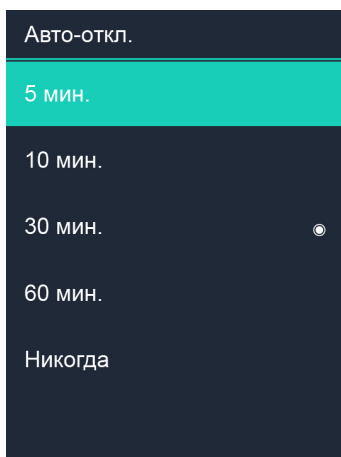 Авто-откл.
5 мин.
10 мин.
30 мин.
60 мин.
Никогда